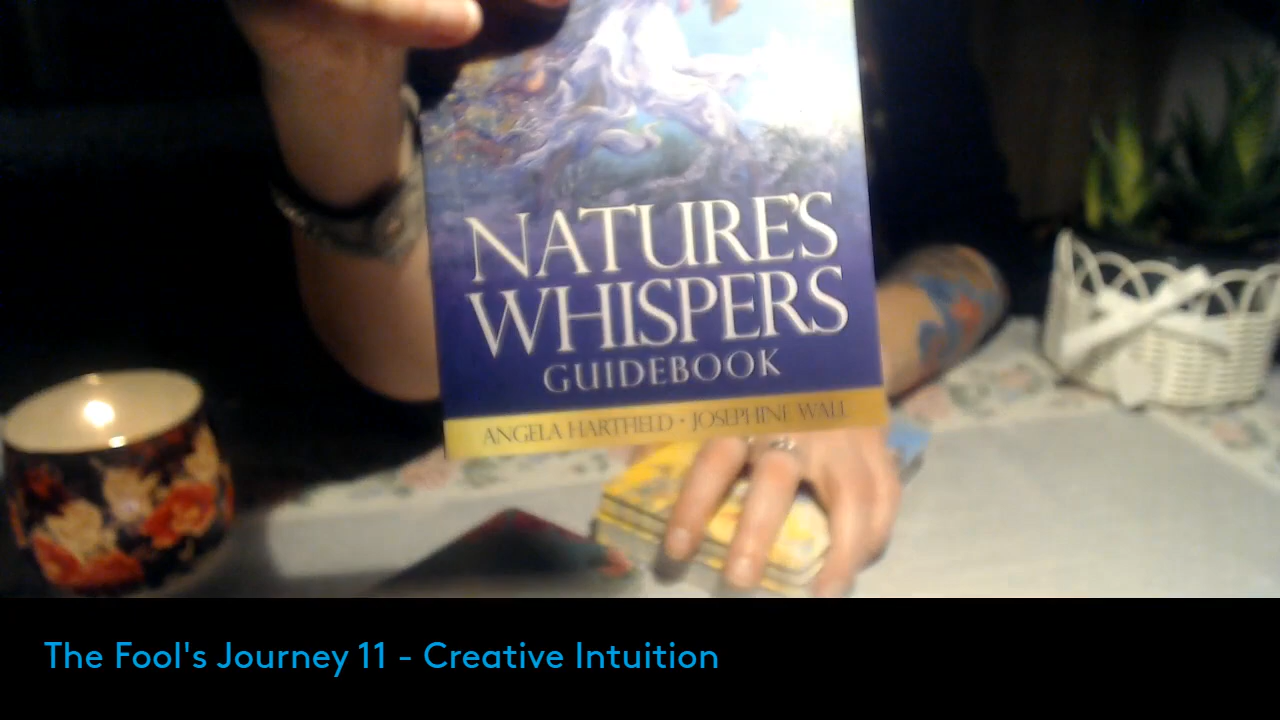 NATURE'S
WHISPERS
GUIDEBOOK
ANGELA HARTFIELD • JOSEPHINE WALL
The Fool's Journey 11 - Creative Intuition